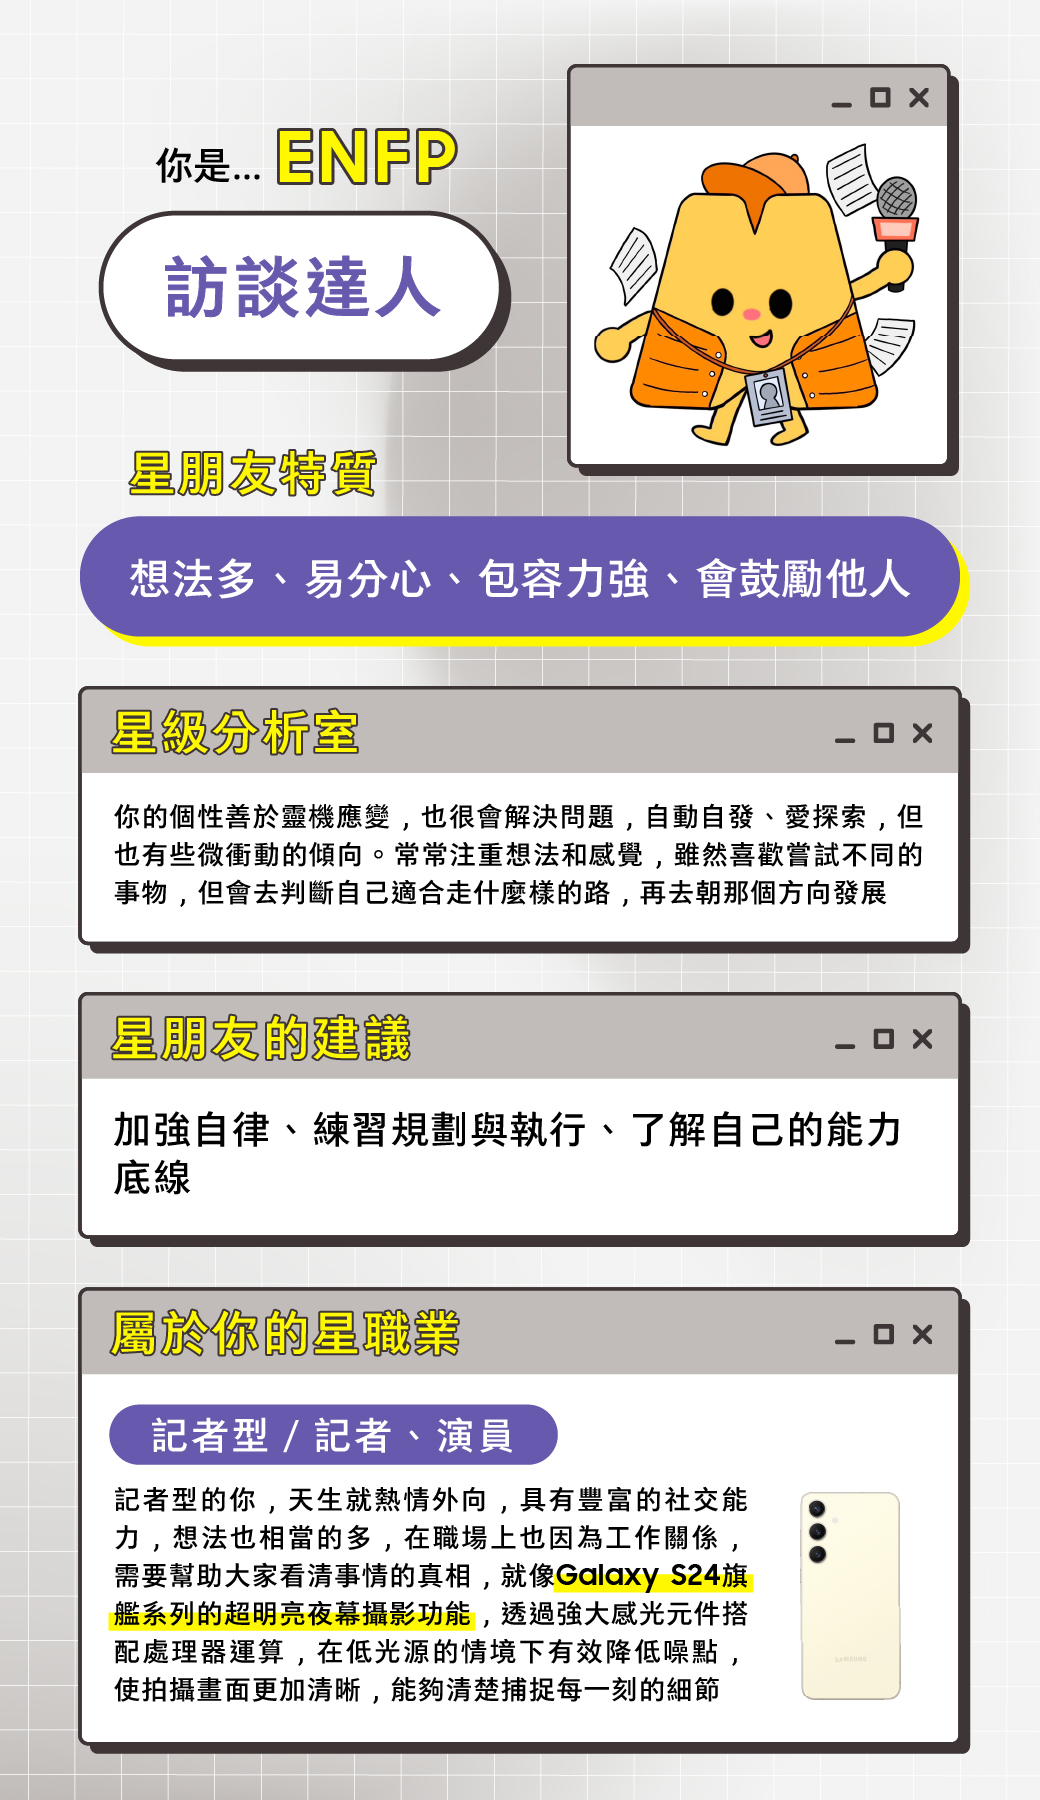 你是... ENFP
訪談達人
星朋友特質
想法多、易分心、包容力強、會鼓勵他人
星級分析室
你的個性善於靈機應變，也很會解決問題，自動自發、愛探索，但
也有些微衝動的傾向。常常注重想法和感覺，雖然喜歡嘗試不同的
事物，但會去判斷自己適合走什麼樣的路，再去朝那個方向發展
星朋友的建議
加強自律、練習規劃與執行、了解自己的能力
底線
屬於你的星職業
記者型 / 記者、演員
記者型的你，天生就熱情外向，具有豐富的社交能
力，想法也相當的多，在職場上也因為工作關係，
需要幫助大家看清事情的真相，就像Galaxy S24旗
艦系列的超明亮夜幕攝影功能，透過強大感光元件搭
配處理器運算，在低光源的情境下有效降低噪點，
使拍攝畫面更加清晰，能夠清楚捕捉每一刻的細節
SAMSUNG